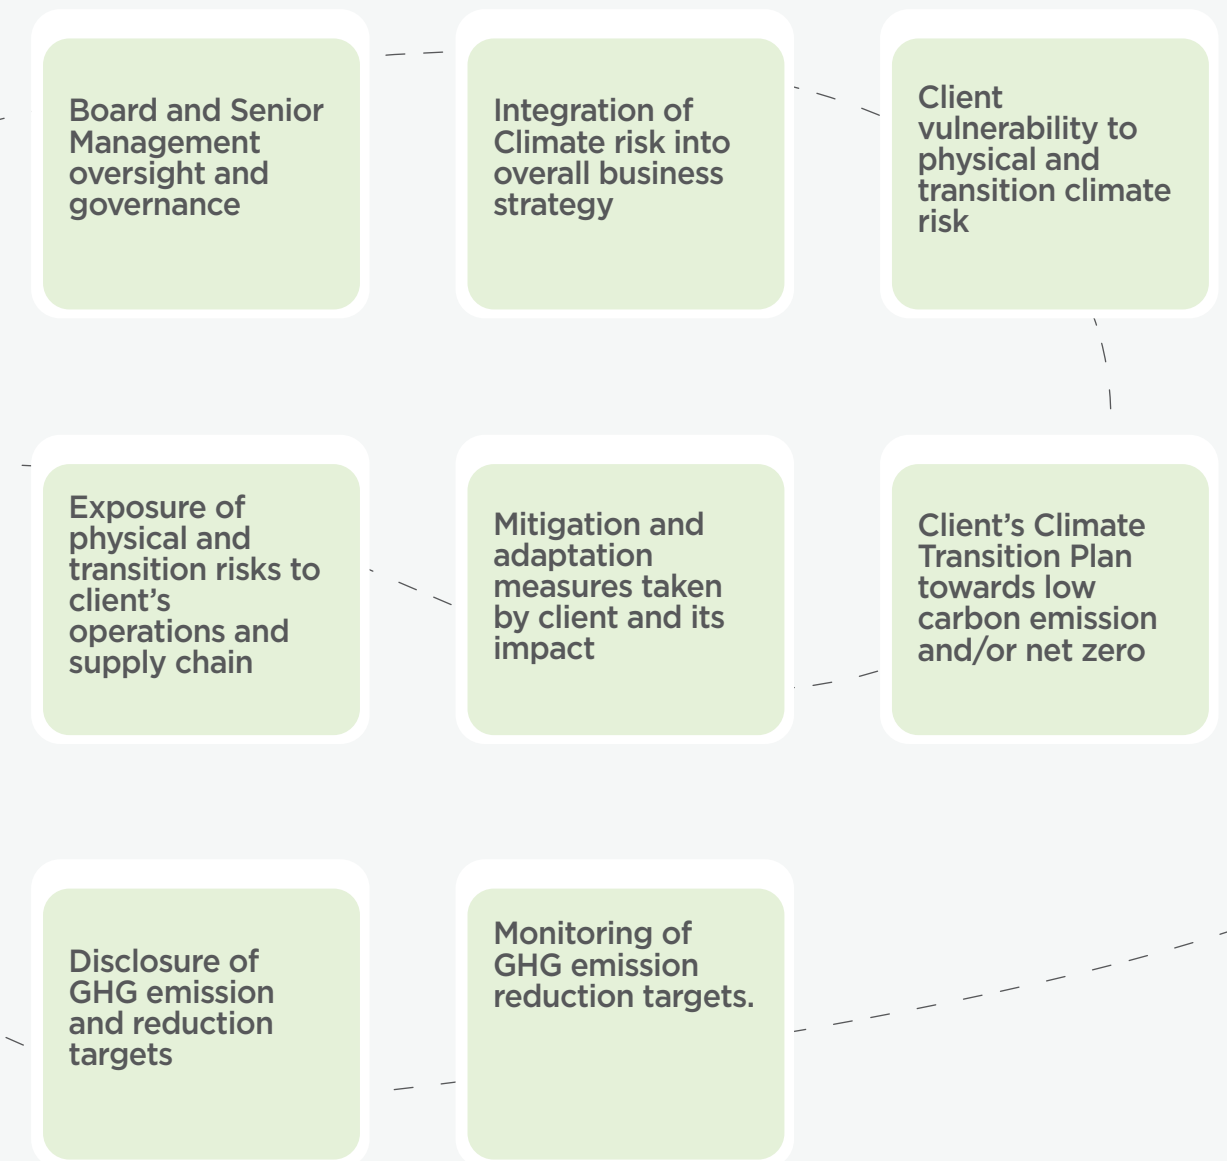 Board and Senior
Management
oversight and
governance
Integration of
Climate risk into
overall business
strategy
Client
vulnerability to
physical and
transition climate
risk
Exposure of
physical and
transition risks to
client’s
operations and
supply chain
Mitigation and
adaptation
measures taken
by client and its
impact
Client’s Climate
Transition Plan
towards low
carbon emission
and/or net zero
Disclosure of
GHG emission
and reduction
targets
Monitoring of
GHG emission
reduction targets.